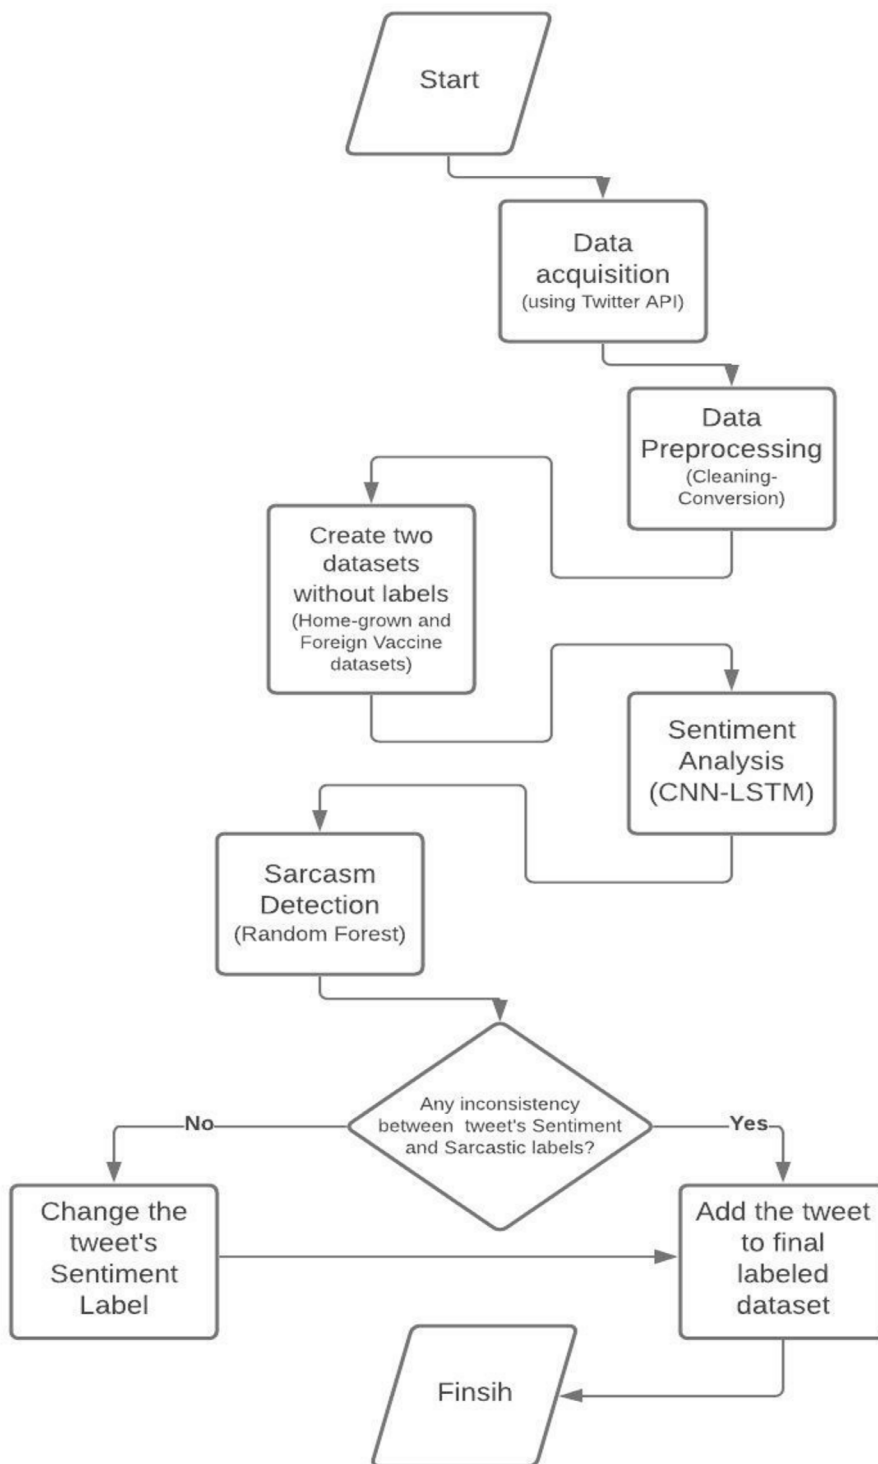 Start
Data
acquisition
(using Twitter API)
Data
Preprocessing
(Cleaning-
Conversion)
Create two
datasets
without labels
(Home-grown and
Foreign Vaccine
datasets)
Sentiment
Analysis
(CNN-LSTM)
Sarcasm
Detection
(Random Forest)
Any inconsistency
between tweet's Sentiment
and Sarcastic labels?
No
Yes
Change the
tweet's
Sentiment
Label
Add the tweet
to final
labeled
dataset
Finsih